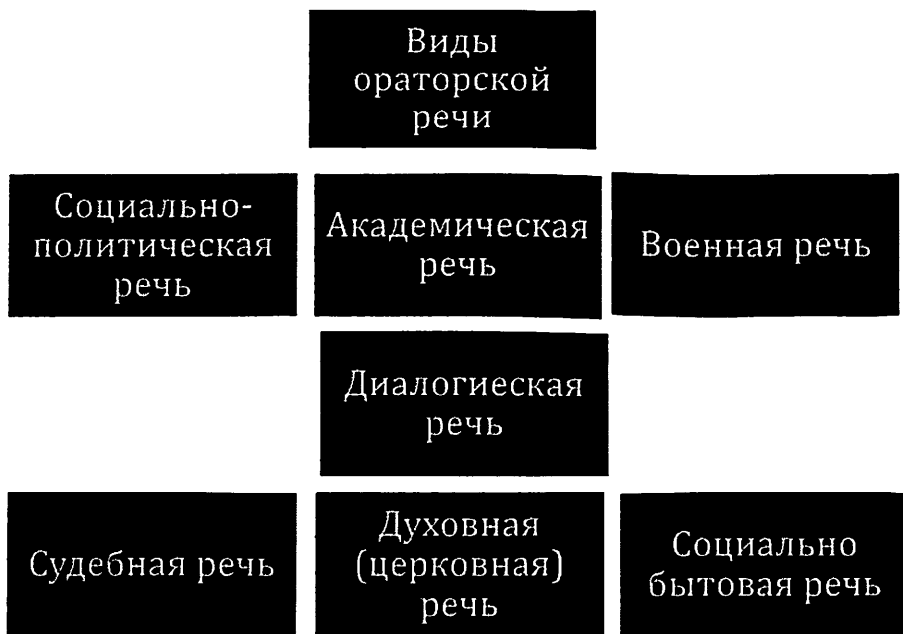 Виды
ораторской
речи
Социально-
политическая
речь
Академическая
речь
Военная речь
Диалогиеская
речь
Судебная речь
Духовная
(церковная)
речь
Социально
бытовая речь